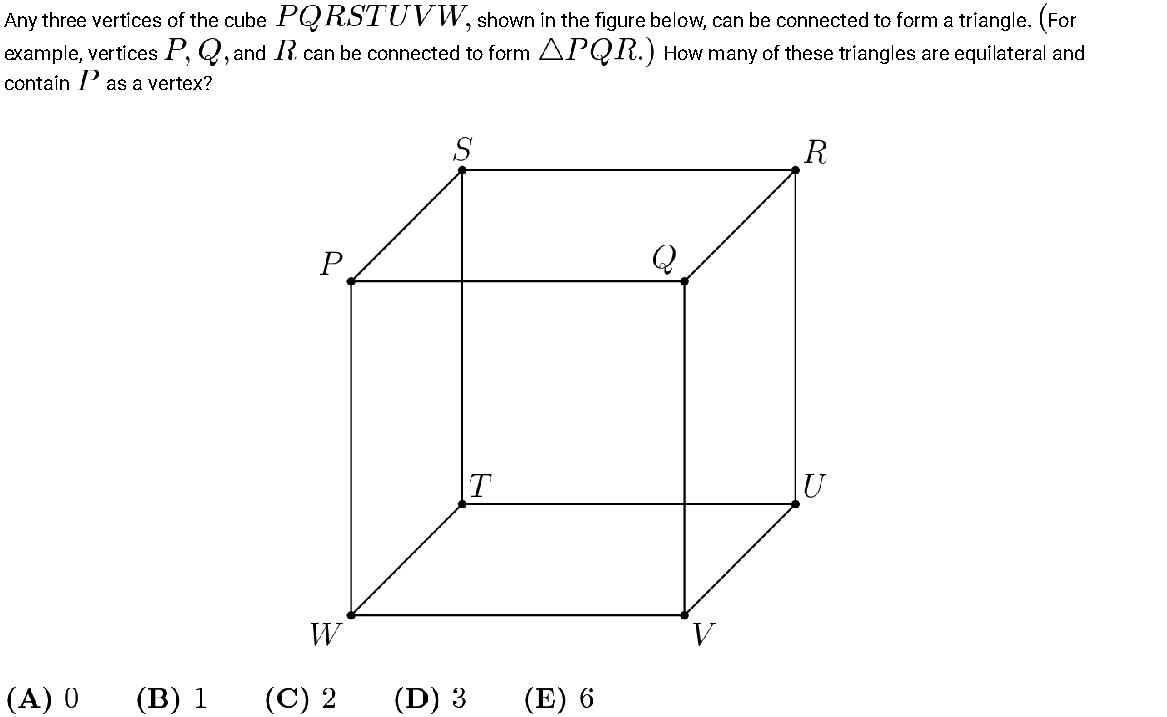 Any three vertices of the cube PQRSTUVW, shown in the figure below, can be connected to form a triangle. (For
example, vertices P, Q, and R can be connected to form △PQR.) How many of these triangles are equilateral and
contain P as a vertex?
S
R
P
Q
T
U
W
V
(A) 0 (B) 1 (C) 2 (D) 3 (E) 6